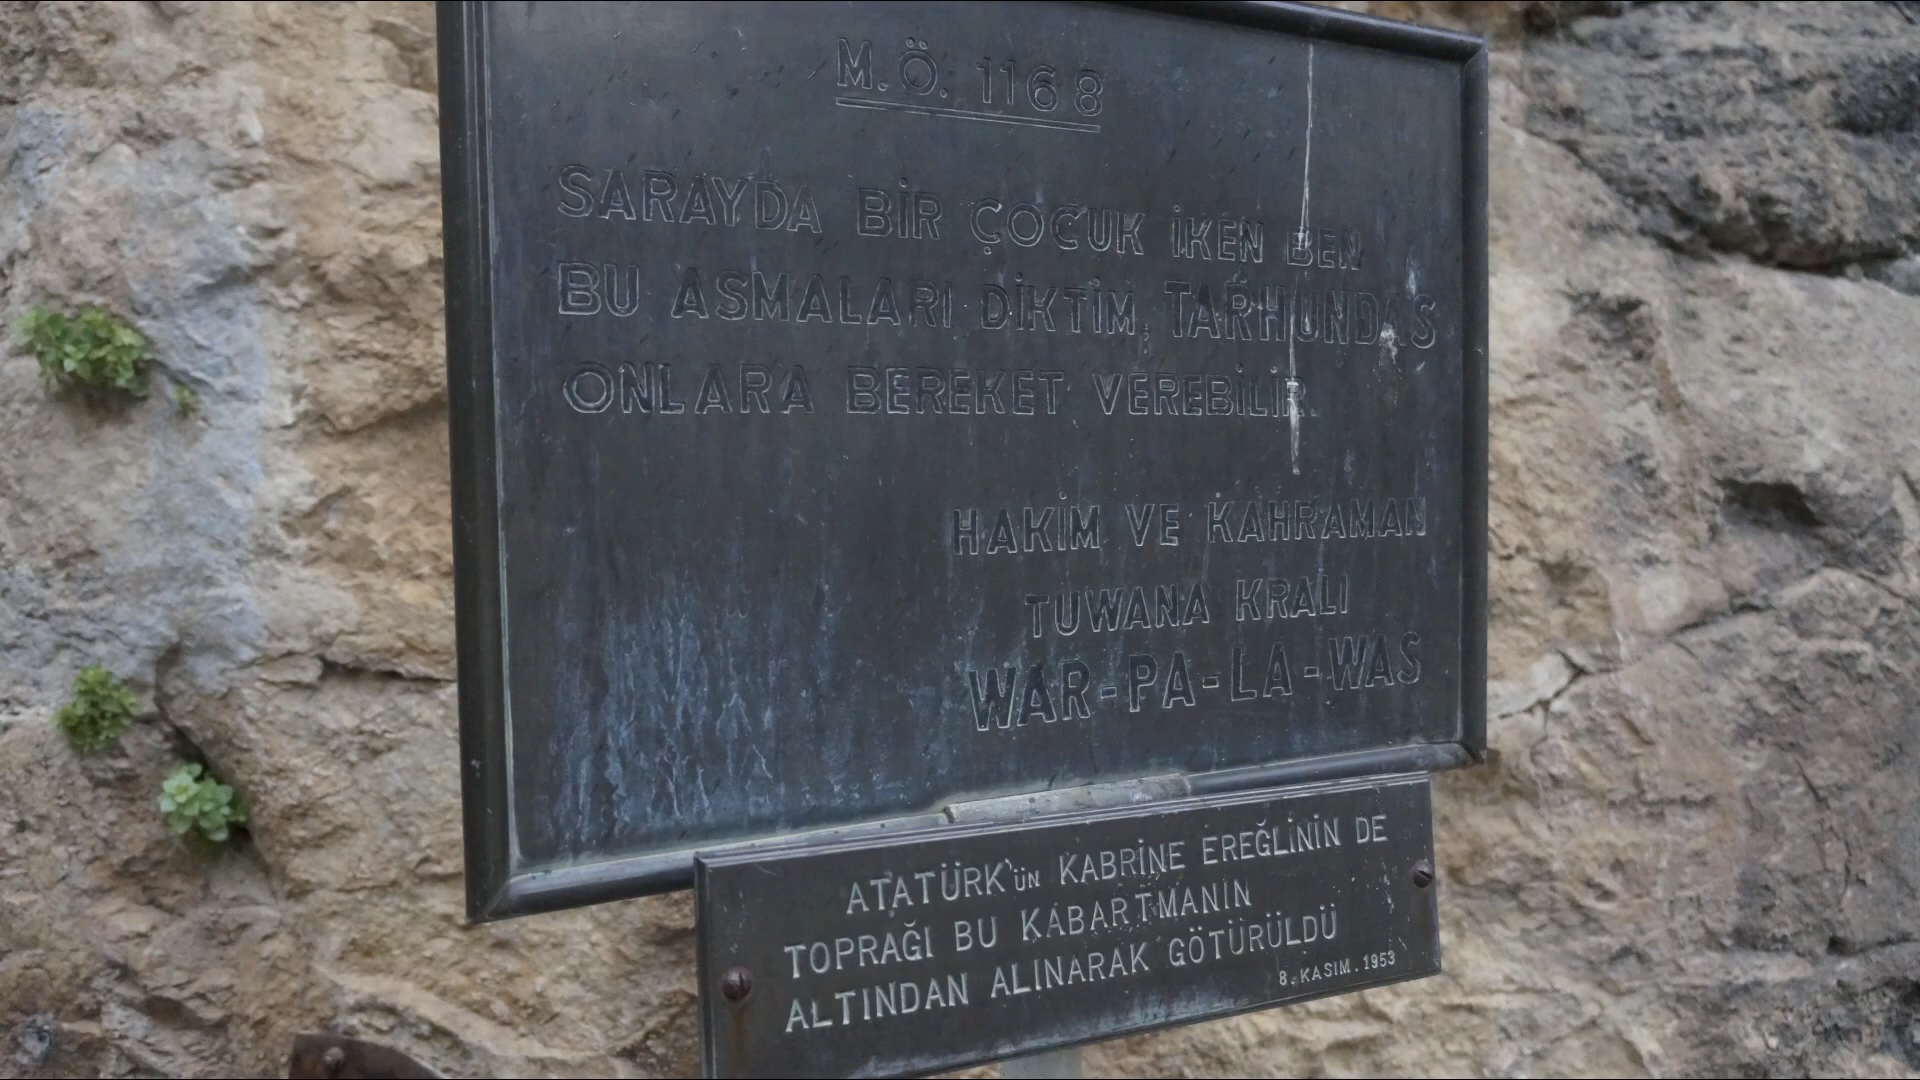 M.Ö. 1168
SARAYDA BİR ÇOCUK İKEN BEN
BU ASMALARI DİKTİM, TARHUNDAS
ONLARA BEREKET VEREBİLİR.
HAKİM VE KAHRAMAN
TUWANA KRALI
WAR-PA-LA-WAS
ATATÜRK'ÜN KABRİNE EREĞLİNİN DE
TOPRAĞI BU KABARTMANIN
ALTINDAN ALINARAK GÖTÜRÜLDÜ
8.KASIM.1953